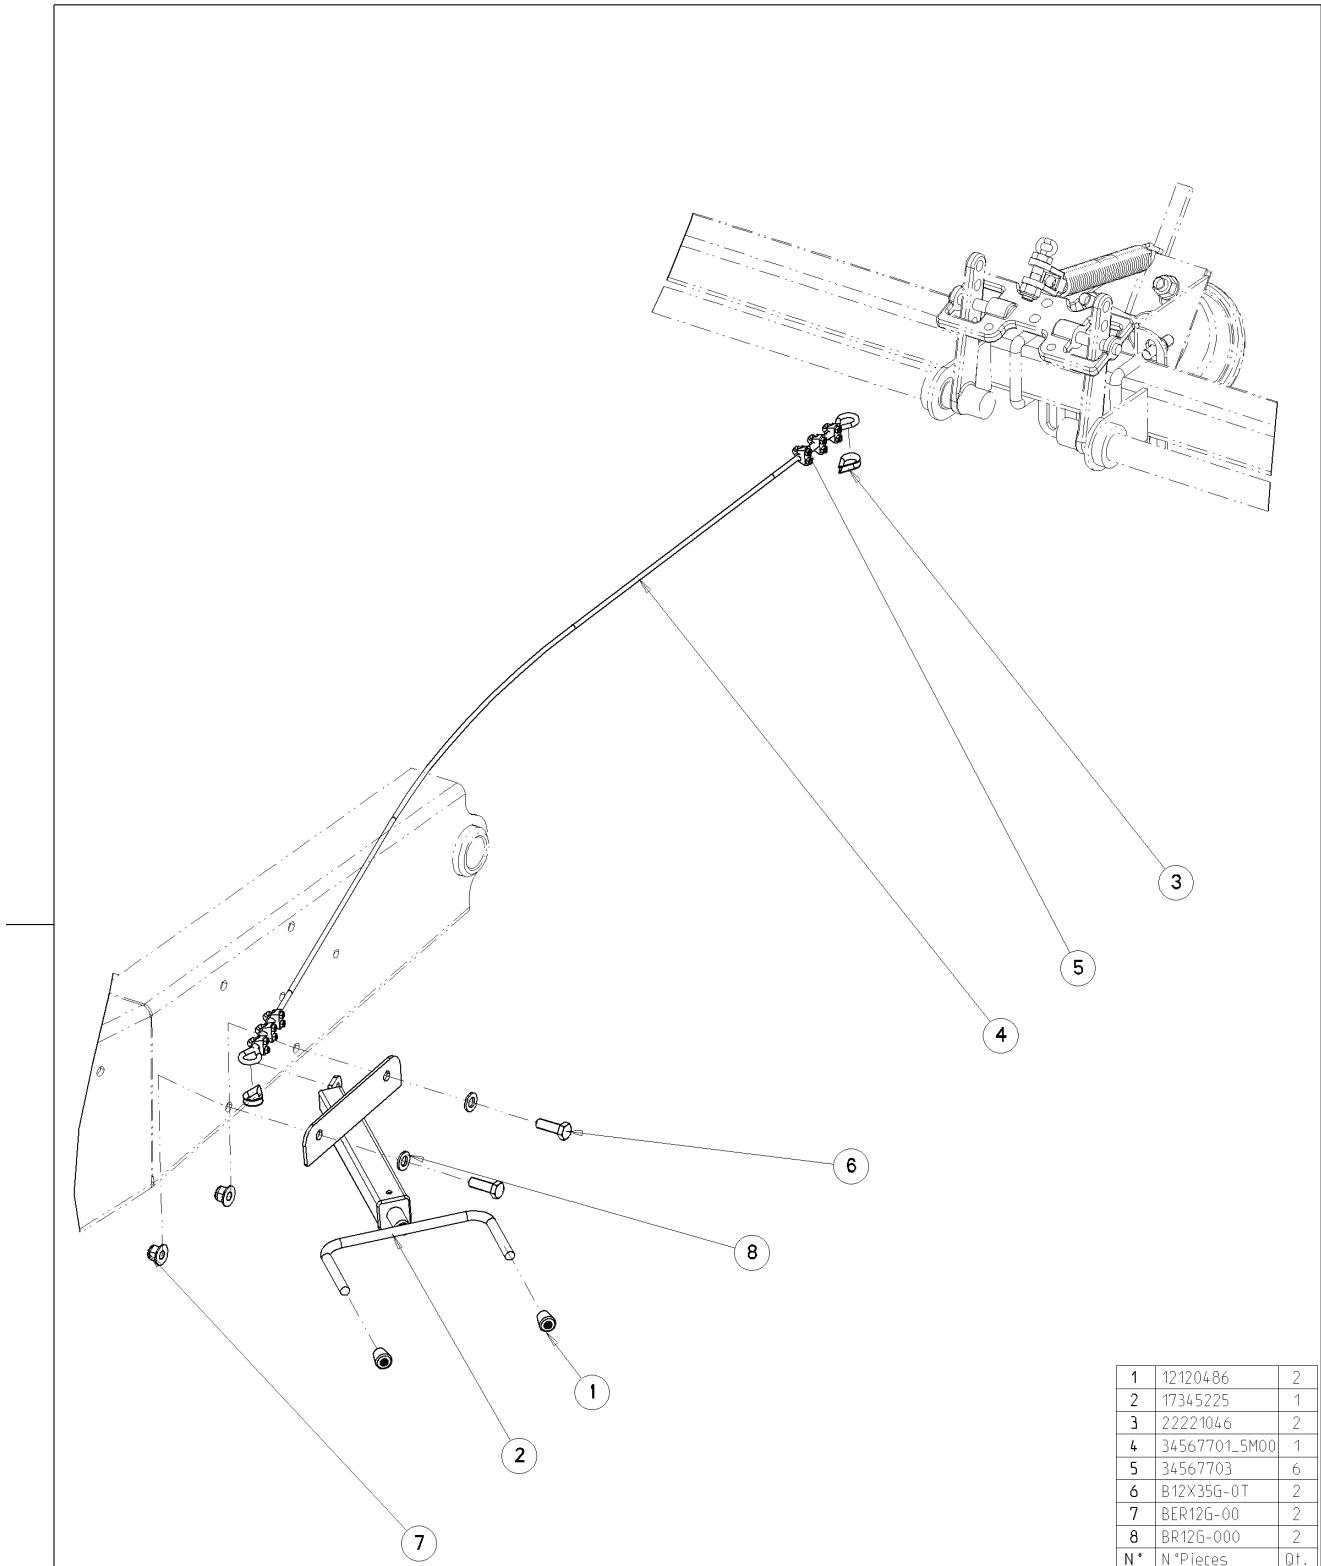 3
5
4
6
8
1
2
7
1 12120486 2
2 17345225 1
3 22221046 2
4 34567701_5M00 1
5 34567703 6
6 B12X35G-0T 2
7 BER12G-00 2
8 BR12G-000 2
N° N°Pieces Qt.